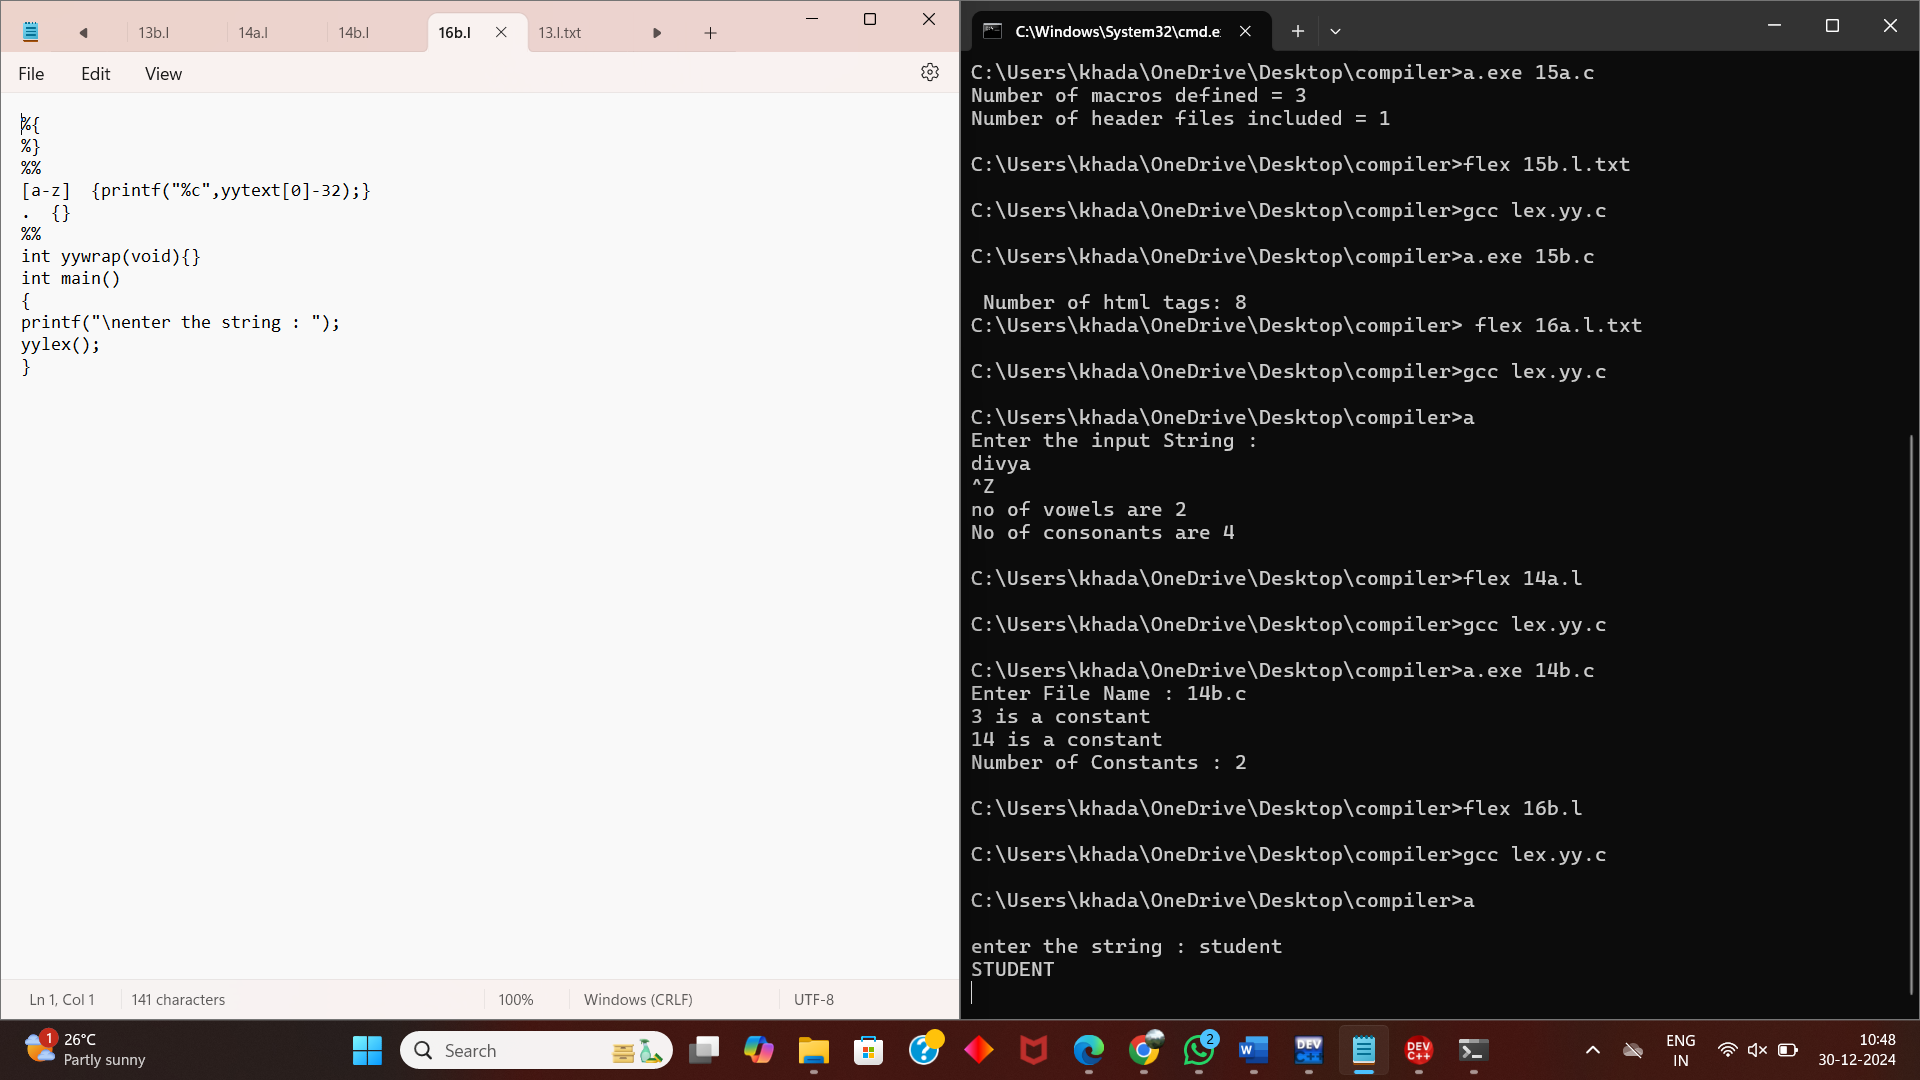 13b.l
14a.l
14b.l
16b.l
13.l.txt
File
Edit
View
%{
%}
%%
[a-z]  {printf("%c",yytext[0]-32);}
.  {}
%%
int yywrap(void){}
int main()
{
printf("\nenter the string : ");
yylex();
}
Ln 1, Col 1
141 characters
100%
Windows (CRLF)
UTF-8
C:\Windows\System32\cmd.e
C:\Users\khada\OneDrive\Desktop\compiler>a.exe 15a.c
Number of macros defined = 3
Number of header files included = 1
C:\Users\khada\OneDrive\Desktop\compiler>flex 15b.l.txt
C:\Users\khada\OneDrive\Desktop\compiler>gcc lex.yy.c
C:\Users\khada\OneDrive\Desktop\compiler>a.exe 15b.c
 Number of html tags: 8
C:\Users\khada\OneDrive\Desktop\compiler> flex 16a.l.txt
C:\Users\khada\OneDrive\Desktop\compiler>gcc lex.yy.c
C:\Users\khada\OneDrive\Desktop\compiler>a
Enter the input String :
divya
^Z
no of vowels are 2
No of consonants are 4
C:\Users\khada\OneDrive\Desktop\compiler>flex 14a.l
C:\Users\khada\OneDrive\Desktop\compiler>gcc lex.yy.c
C:\Users\khada\OneDrive\Desktop\compiler>a.exe 14b.c
Enter File Name : 14b.c
3 is a constant
14 is a constant
Number of Constants : 2
C:\Users\khada\OneDrive\Desktop\compiler>flex 16b.l
C:\Users\khada\OneDrive\Desktop\compiler>gcc lex.yy.c
C:\Users\khada\OneDrive\Desktop\compiler>a
enter the string : student
STUDENT
1
26°C
Partly sunny
Search
?
2
W
DEV
DEV
C++
ENG
IN
10:48
30-12-2024